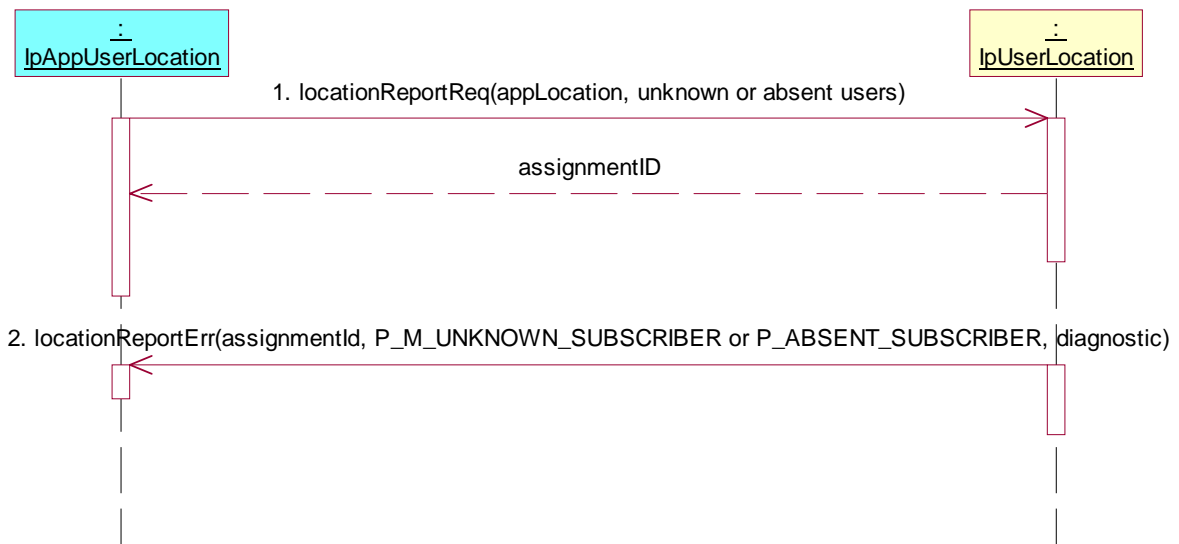 :
IpAppUserLocation
:
IpUserLocation
1. locationReportReq(appLocation, unknown or absent users)
assignmentID
2. locationReportErr(assignmentId, P_M_UNKNOWN_SUBSCRIBER or P_ABSENT_SUBSCRIBER, diagnostic)